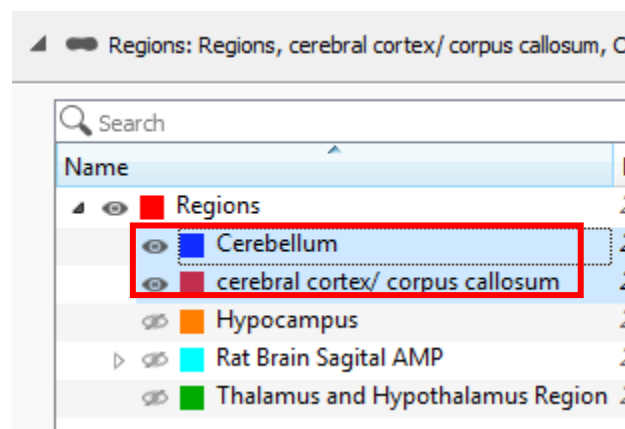 Regions: Regions, cerebral cortex/ corpus callosum,
Search
Name
Regions
Cerebellum
cerebral cortex/ corpus callosum
Hypocampus
Rat Brain Sagital AMP
Thalamus and Hypothalamus Region